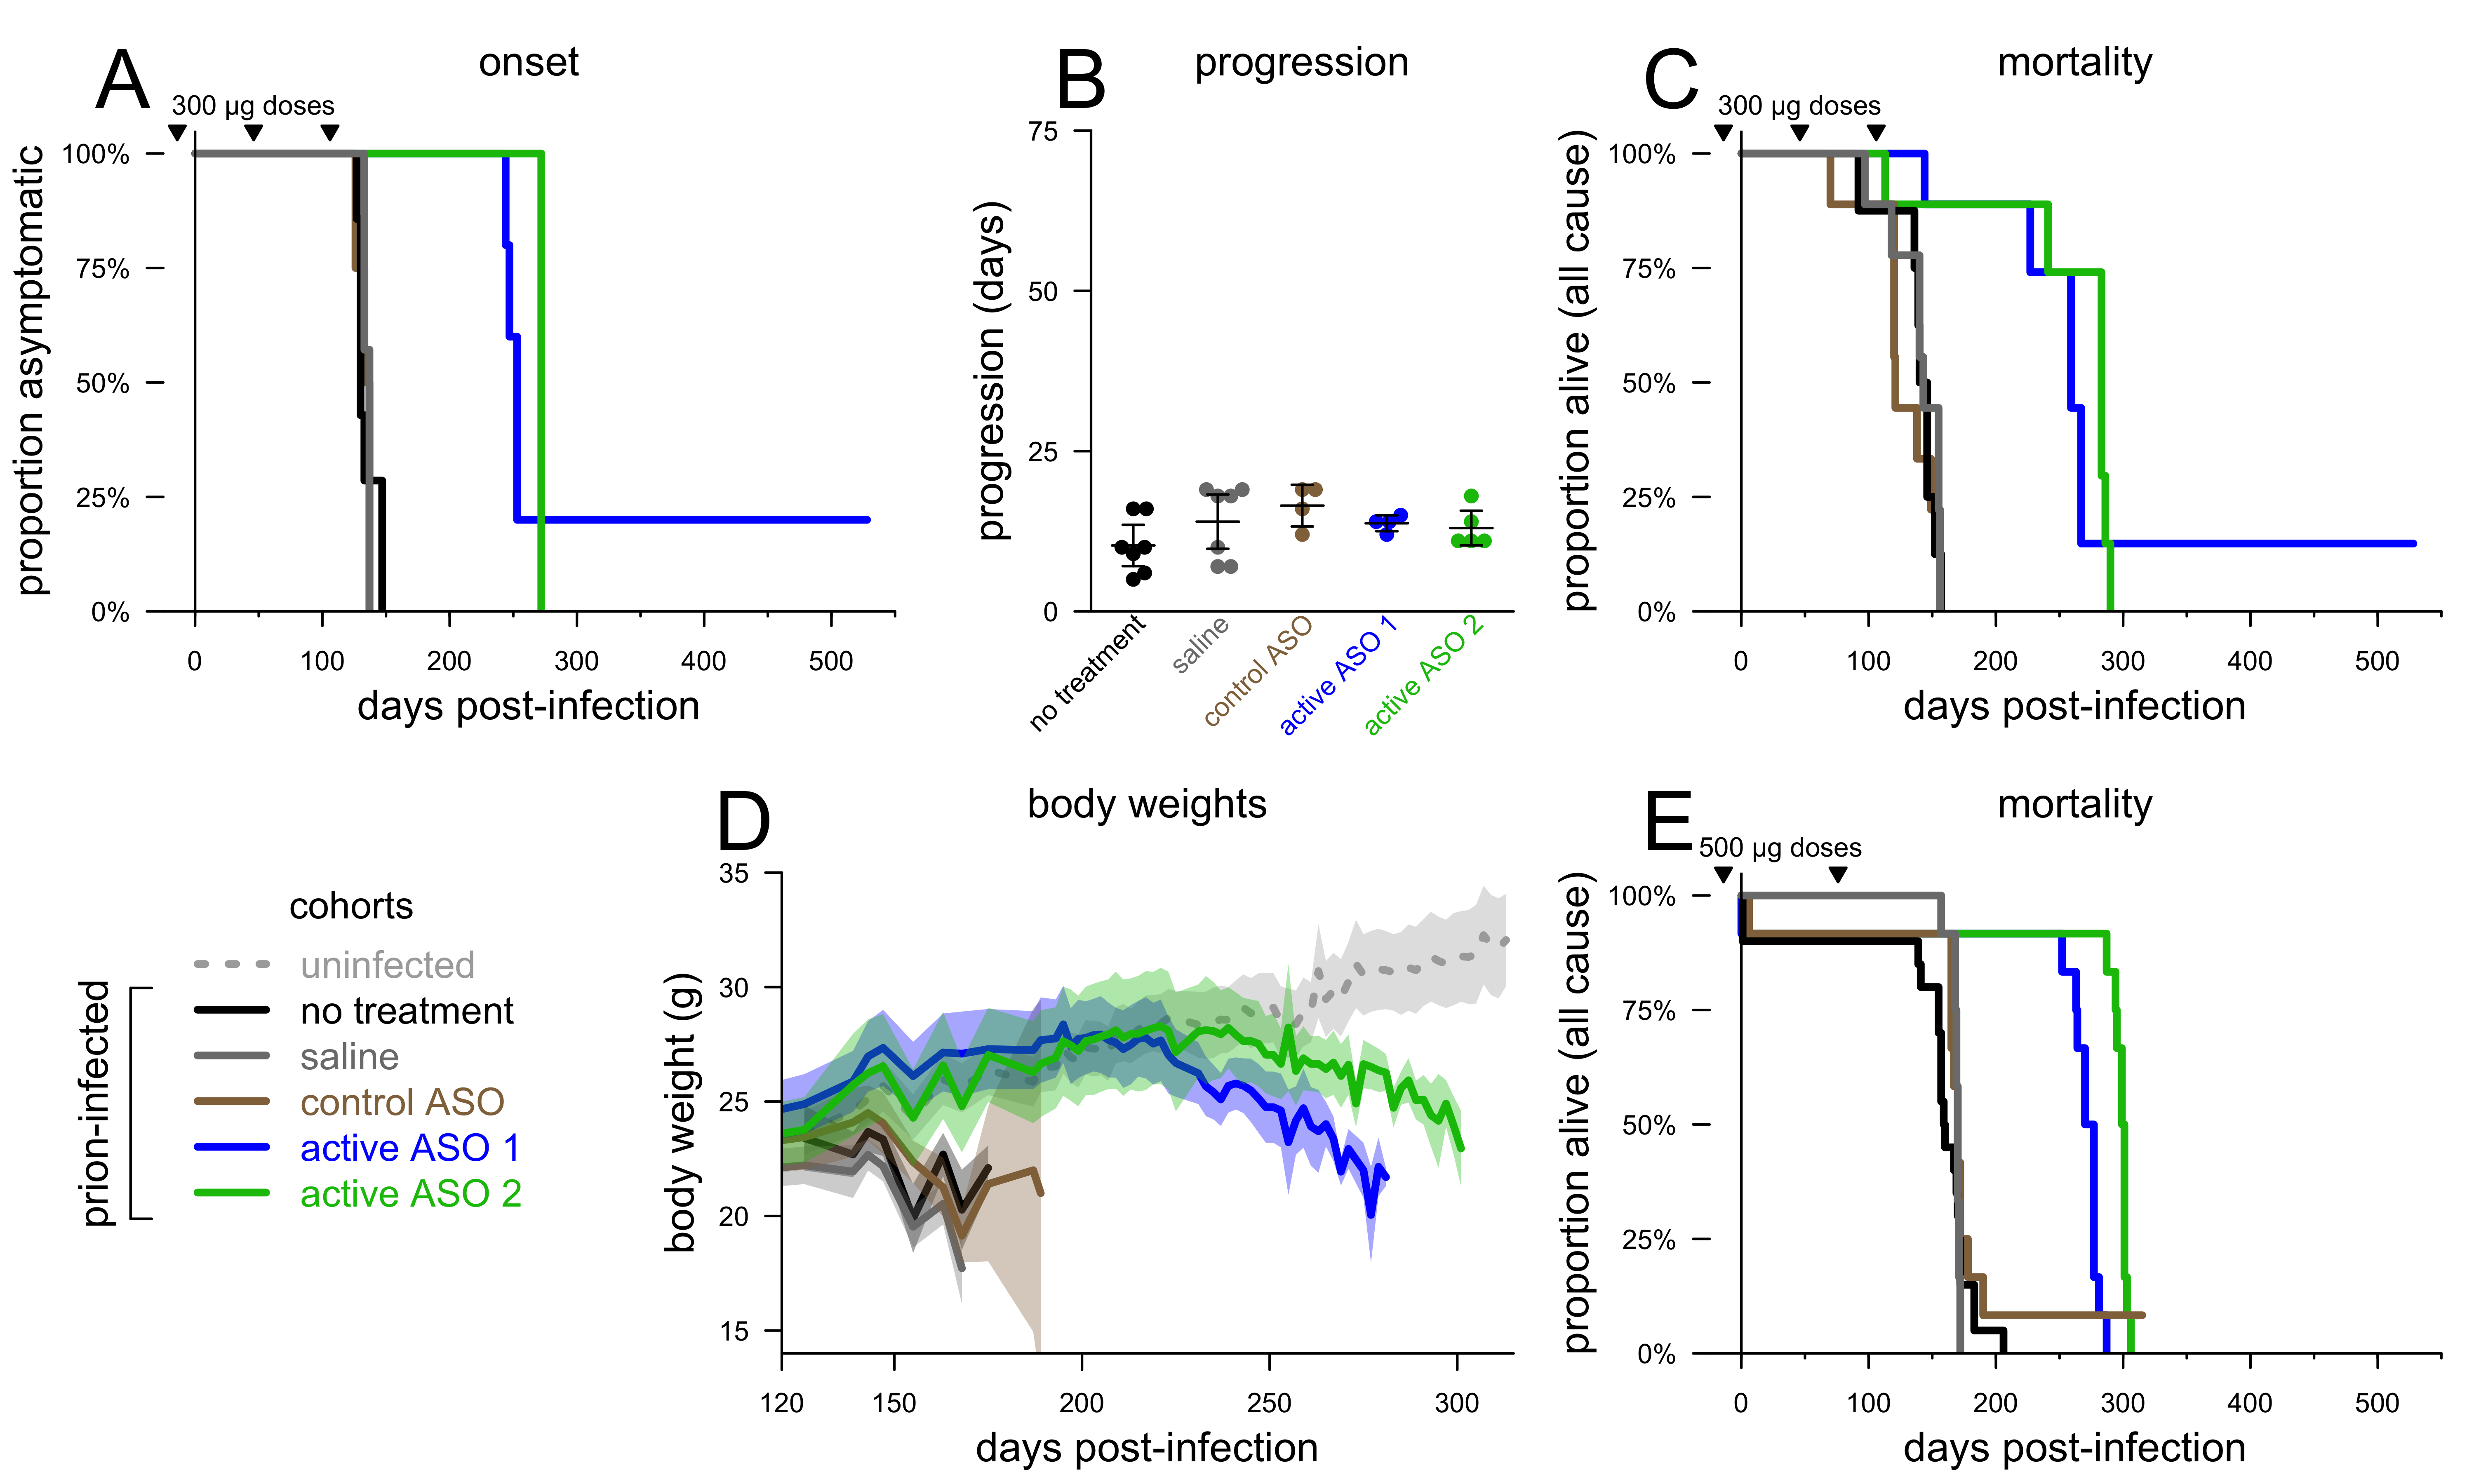 A
onset
300 µg doses
proportion asymptomatic
100%
75%
50%
25%
0%
0
100
200
300
400
500
days post-infection
B
progression
progression (days)
75
50
25
0
no treatment
saline
control ASO
active ASO 1
active ASO 2
C
mortality
300 µg doses
proportion alive (all cause)
100%
75%
50%
25%
0%
0
100
200
300
400
500
days post-infection
cohorts
prion-infected
uninfected
no treatment
saline
control ASO
active ASO 1
active ASO 2
D
body weights
body weight (g)
35
30
25
20
15
120
150
200
250
300
days post-infection
E
mortality
500 µg doses
proportion alive (all cause)
100%
75%
50%
25%
0%
0
100
200
300
400
500
days post-infection